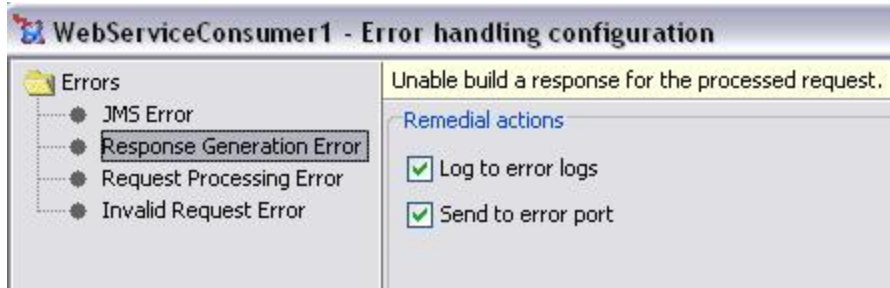 WebServiceConsumer1 - Error handling configuration
Errors
JMS Error
Response Generation Error
Request Processing Error
Invalid Request Error
Unable build a response for the processed request.
Remedial actions
Log to error logs
Send to error port